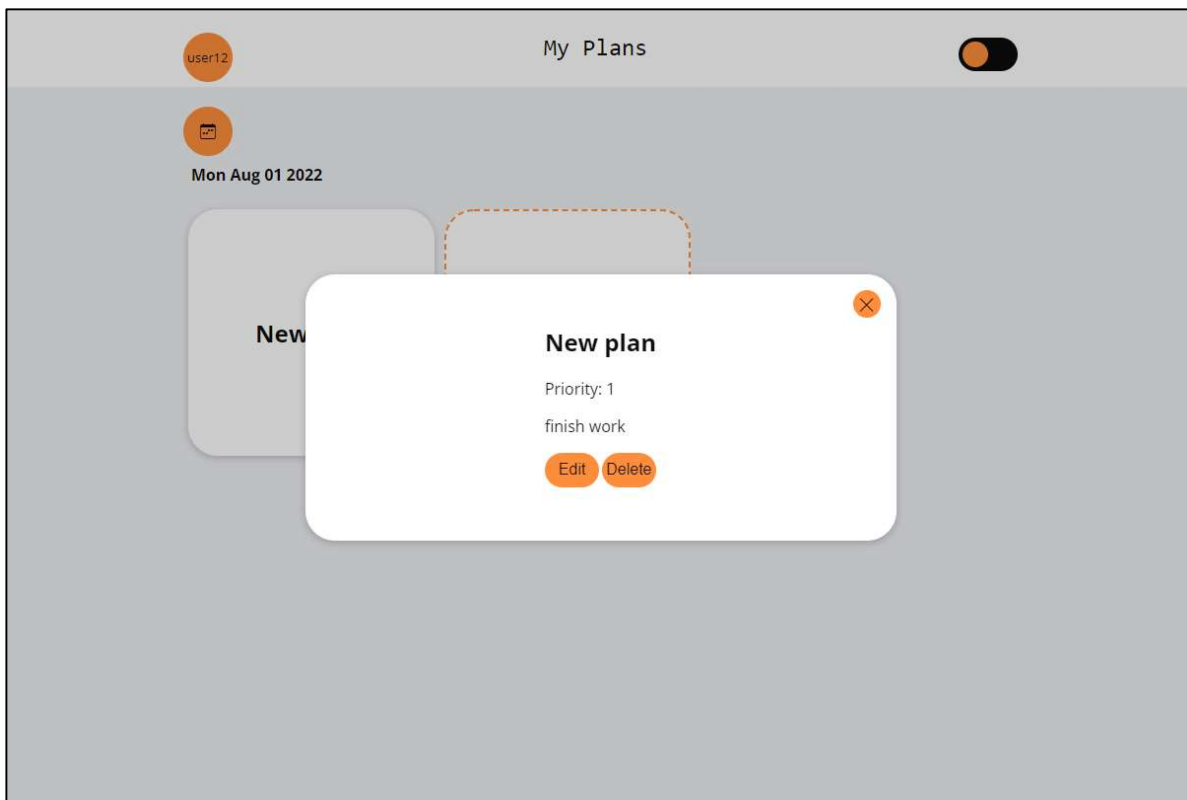 user12
My Plans
Mon Aug 01 2022
New
New plan
Priority: 1
finish work
Edit
Delete